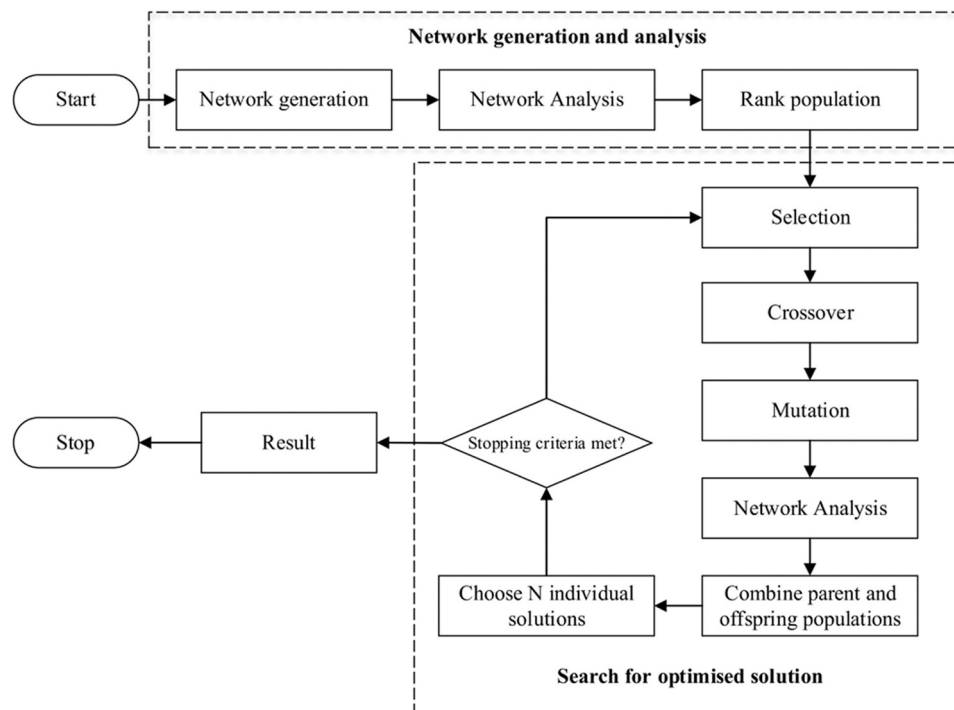 Network generation and analysis
Start
Network generation
Network Analysis
Rank population
Selection
Crossover
Mutation
Network Analysis
Combine parent and
offspring populations
Choose N individual
solutions
Stopping criteria met?
Result
Stop
Search for optimised solution